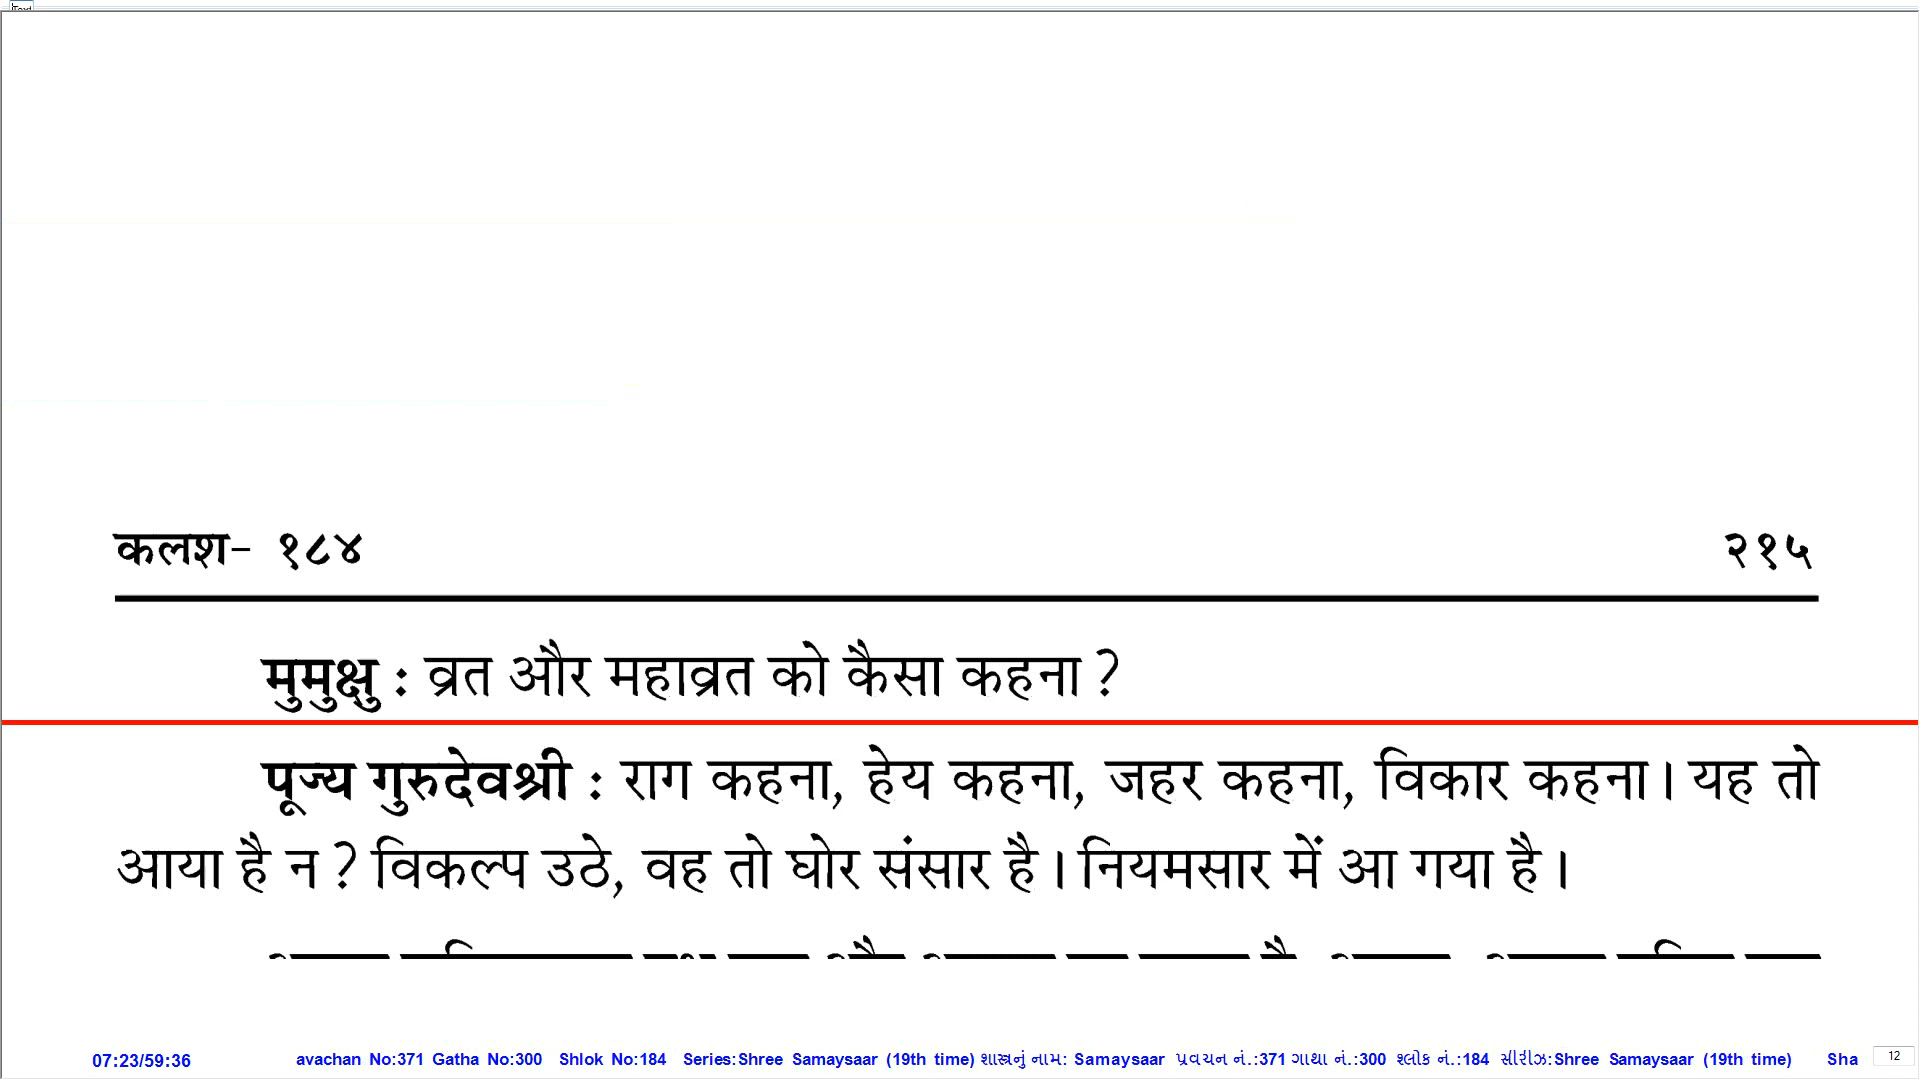 Text
कलश- १८४ २१५
मुमुक्षु : व्रत और महाव्रत को कैसा कहना ?
पूज्य गुरुदेवश्री : राग कहना, हेय कहना, जहर कहना, विकार कहना। यह तो
आया है न ? विकल्प उठे, वह तो घोर संसार है। नियमसार में आ गया है।
07:23/59:36 avachan No:371 Gatha No:300 Shlok No:184 Series:Shree Samaysaar (19th time) શાસ્ત્રનું નામ: Samaysaar પ્રવચન નં.:371 ગાથા નં.:300 શ્લોક નં.:184 સીરીઝ:Shree Samaysaar (19th time) Sha 12